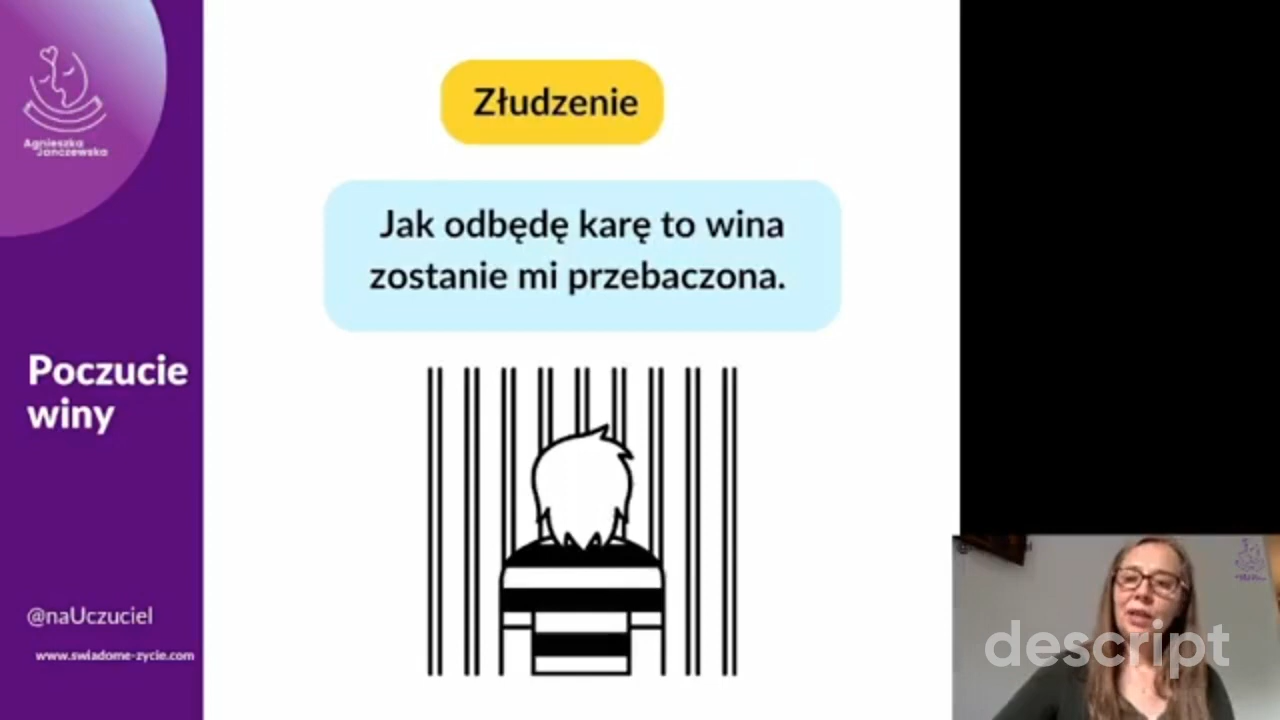 Agnieszka
Janczewska
Poczucie
winy
@naUczuciel
www.swiadome-zycie.com
Złudzenie
Jak odbędę karę to wina
zostanie mi przebaczona.
descript